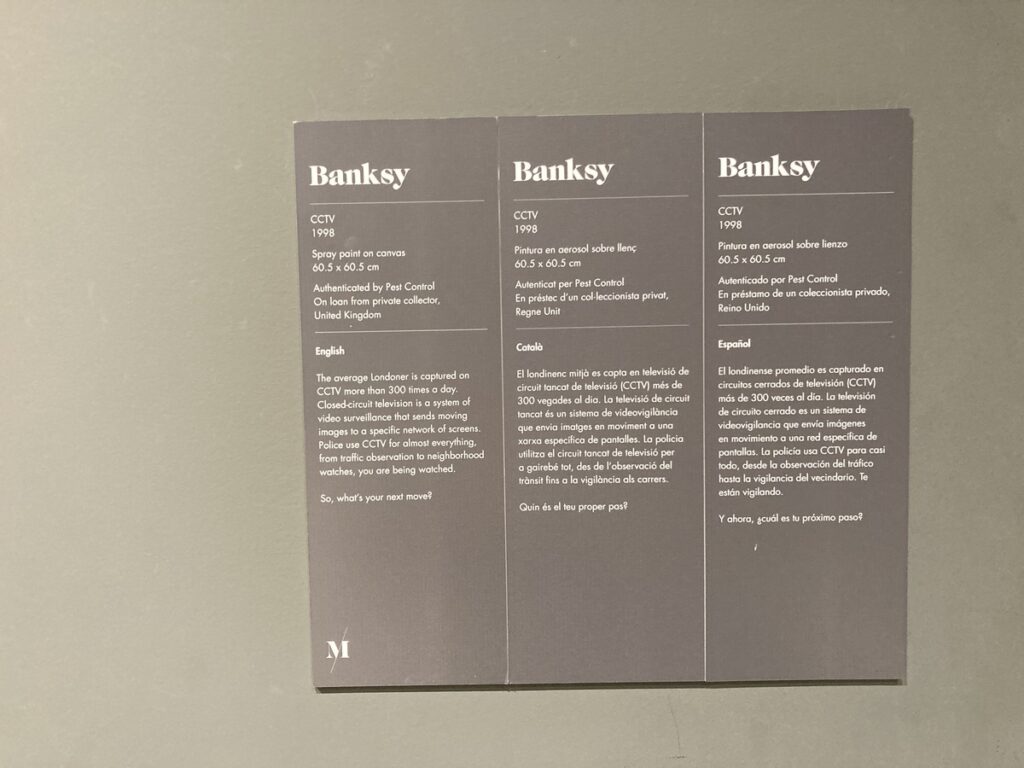 Banksy
CCTV
1998
Spray paint on canvas
60.5 x 60.5 cm
Authenticated by Pest Control
On loan from private collector,
United Kingdom
English
The average Londoner is captured on
CCTV more than 300 times a day.
Closed-circuit television is a system of
video surveillance that sends moving
images to a specific network of screens.
Police use CCTV for almost everything,
from traffic observation to neighborhood
watches, you are being watched.
So, what's your next move?
M
Banksy
CCTV
1998
Pintura en aerosol sobre llenç
60.5 x 60.5 cm
Autenticat per Pest Control
En préstec d'un col·leccionista privat,
Regne Unit
Català
El londinenc mitjà es capta en televisió de
circuit tancat de televisió (CCTV) més de
300 vegades al dia. La televisió de circuit
tancat és un sistema de videovigilància
que envia imatges en moviment a una
xarxa específica de pantalles. La policia
utilitza el circuit tancat de televisió per
a gairebé tot, des de l'observació del
trànsit fins a la vigilància als carrers.
Quin és el teu proper pas?
Banksy
CCTV
1998
Pintura en aerosol sobre lienzo
60.5 x 60.5 cm
Autenticado por Pest Control
En préstamo de un coleccionista privado,
Reino Unido
Español
El londinense promedio es capturado en
circuitos cerrados de televisión (CCTV)
más de 300 veces al día. La televisión
de circuito cerrado es un sistema de
videovigilancia que envía imágenes
en movimiento a una red específica de
pantallas. La policía usa CCTV para casi
todo, desde la observación del tráfico
hasta la vigilancia del vecindario. Te
están vigilando.
Y ahora, ¿cuál es tu próximo paso?